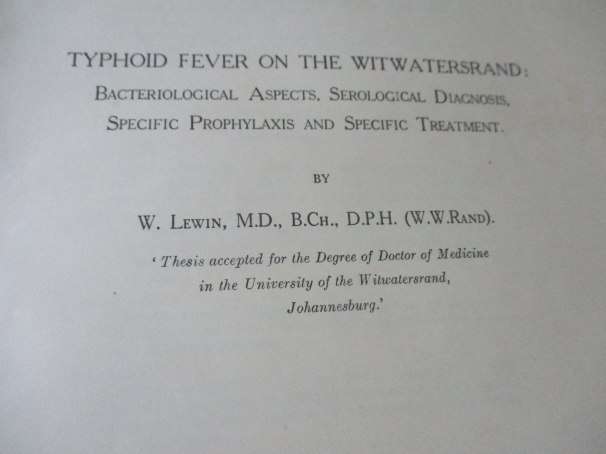 TYPHOID FEVER ON THE WITWATERSRAND:
BACTERIOLOGICAL ASPECTS, SEROLOGICAL DIAGNOSIS,
SPECIFIC PROPHYLAXIS AND SPECIFIC TREATMENT.
BY
W. LEWIN, M.D., B.CH., D.P.H. (W.W.RAND).
‘Thesis accepted for the Degree of Doctor of Medicine
in the University of the Witwatersrand,
Johannesburg.’